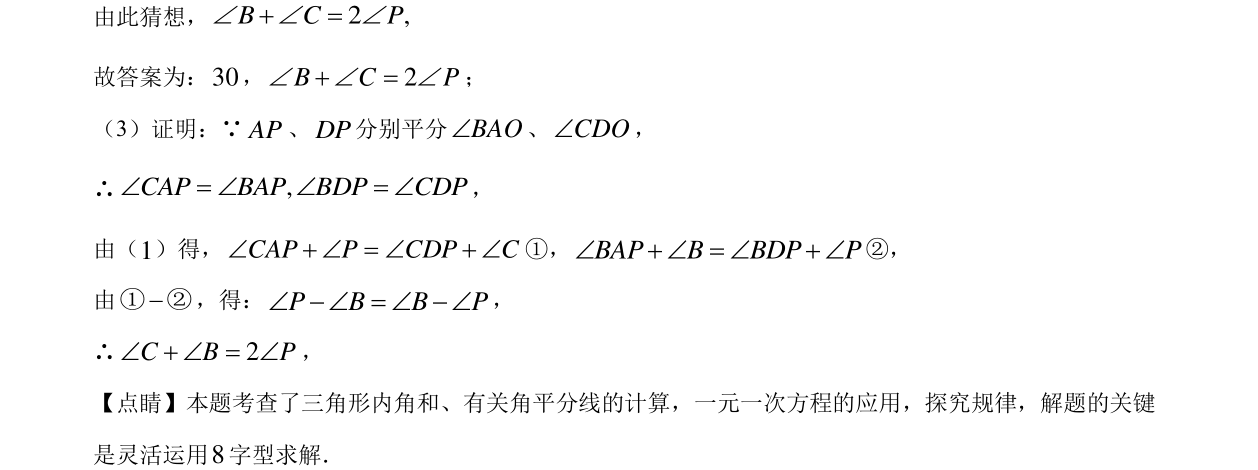 由此猜想，∠B+∠C=2∠P,
故答案为：30，∠B+∠C=2∠P；
（3）证明：∵AP、DP分别平分∠BAO、∠CDO，
∴∠CAP=∠BAP,∠BDP=∠CDP，
由（1）得，∠CAP+∠P=∠CDP+∠C①，∠BAP+∠B=∠BDP+∠P②，
由①−②，得：∠P−∠B=∠B−∠P，
∴∠C+∠B=2∠P，
【点睛】本题考查了三角形内角和、有关角平分线的计算，一元一次方程的应用，探究规律，解题的关键
是灵活运用8字型求解．